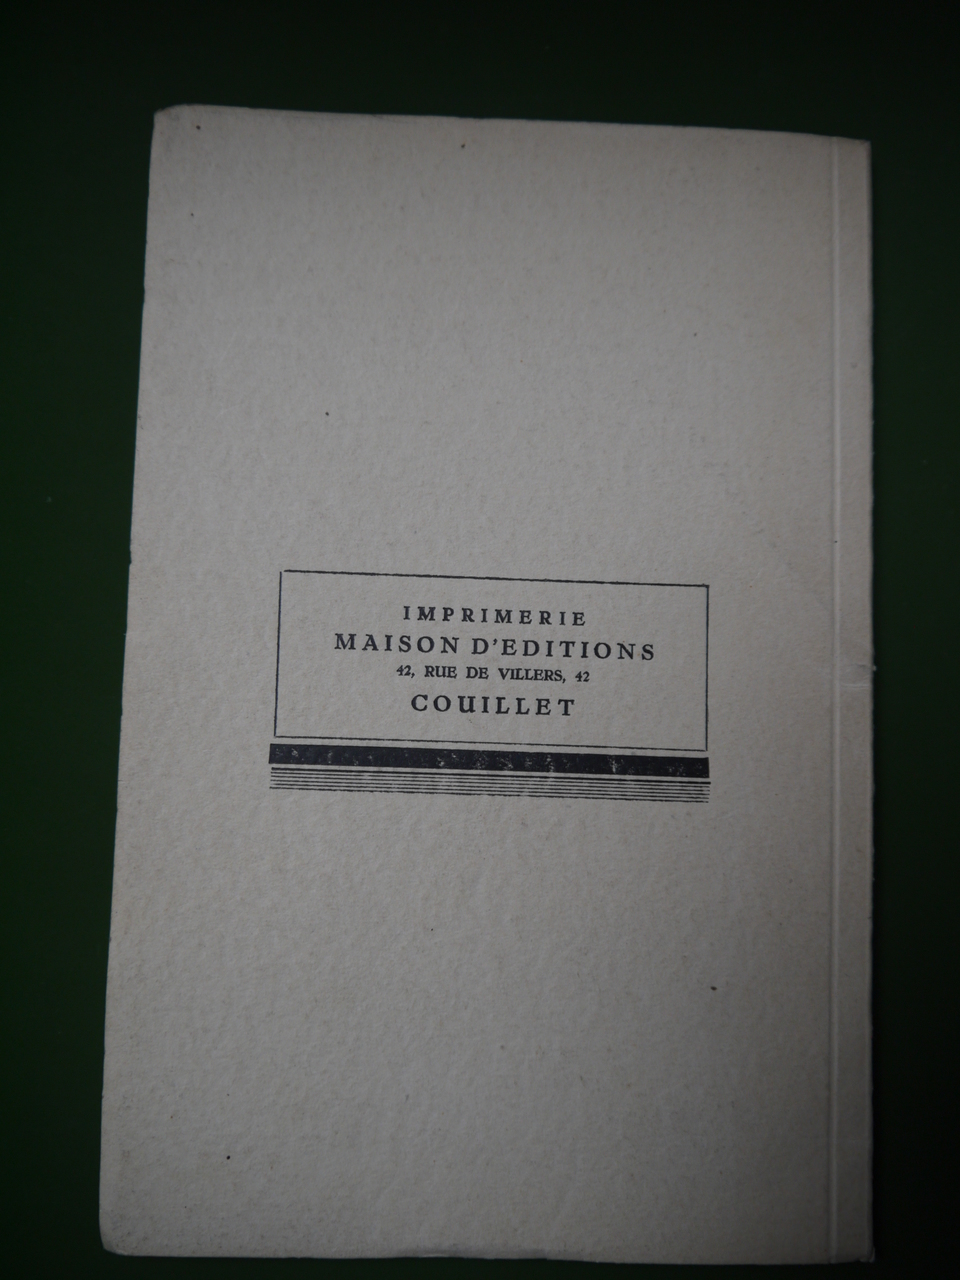 IMPRIMERIE
MAISON D'EDITIONS
42, RUE DE VILLERS, 42
COUILLET